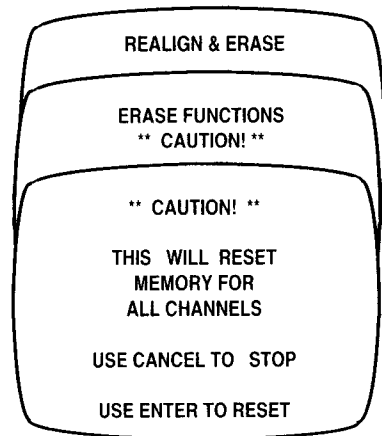 REALIGN & ERASE
ERASE FUNCTIONS
** CAUTION! **
** CAUTION! **
THIS WILL RESET
MEMORY FOR
ALL CHANNELS
USE CANCEL TO STOP
USE ENTER TO RESET